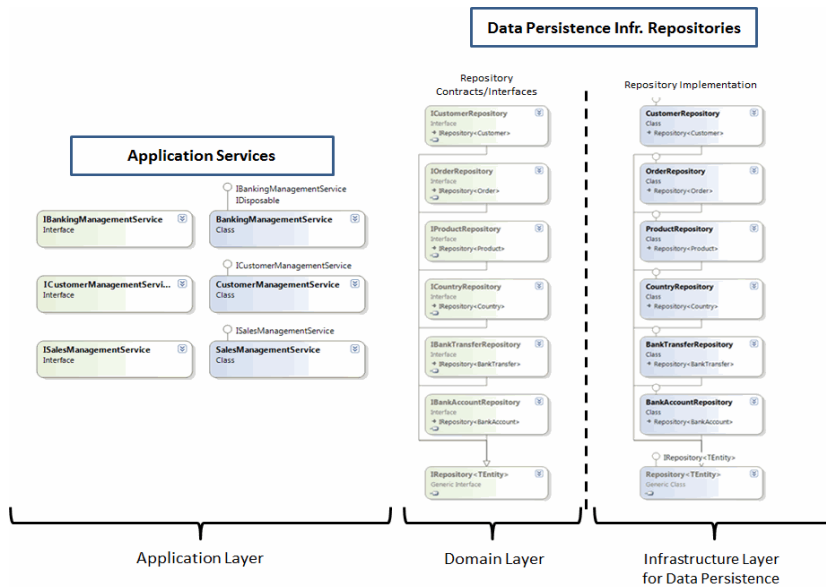 Data Persistence Infr. Repositories
Repository
Contracts/Interfaces
Repository Implementation
Application Services
IBankingManagementService
IDisposable
IBankingManagementService
Interface
BankingManagementService
Class
ICustomerManagementService
ICustomerManagementServi...
Interface
CustomerManagementService
Class
ISalesManagementService
ISalesManagementService
Interface
SalesManagementService
Class
ICustomerRepository
Interface
IRepository<Customer>
IOrderRepository
Interface
IRepository<Order>
IProductRepository
Interface
IRepository<Product>
ICountryRepository
Interface
IRepository<Country>
IBankTransferRepository
Interface
IRepository<BankTransfer>
IBankAccountRepository
Interface
IRepository<BankAccount>
IRepository<TEntity>
Generic Interface
CustomerRepository
Class
Repository<Customer>
OrderRepository
Class
Repository<Order>
ProductRepository
Class
Repository<Product>
CountryRepository
Class
Repository<Country>
BankTransferRepository
Class
Repository<BankTransfer>
BankAccountRepository
Class
Repository<BankAccount>
IRepository<TEntity>
Repository<TEntity>
Generic Class
Application Layer
Domain Layer
Infrastructure Layer
for Data Persistence